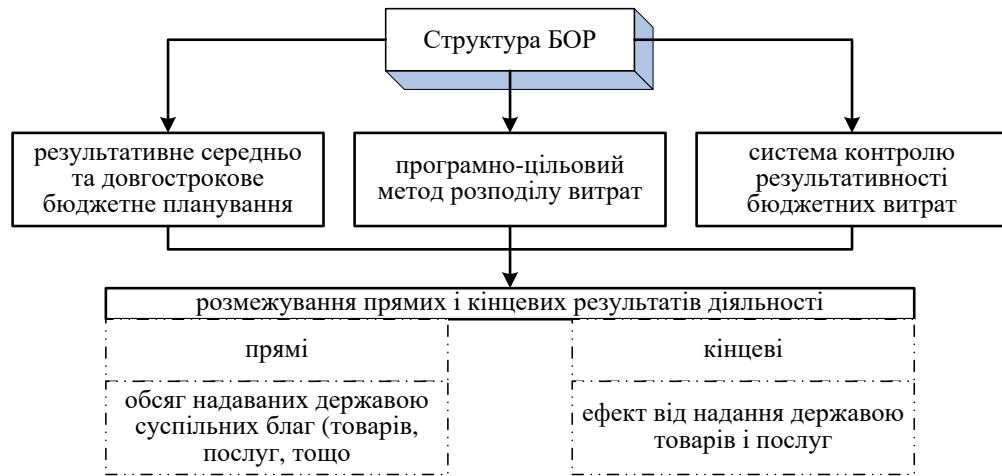 Структура БОР
результативне середньо
та довгострокове
бюджетне планування
програмно-цільовий
метод розподілу витрат
система контролю
результативності
бюджетних витрат
розмежування прямих і кінцевих результатів діяльності
прямі
кінцеві
обсяг надаваних державою
суспільних благ (товарів,
послуг, тощо
ефект від надання державою
товарів і послуг